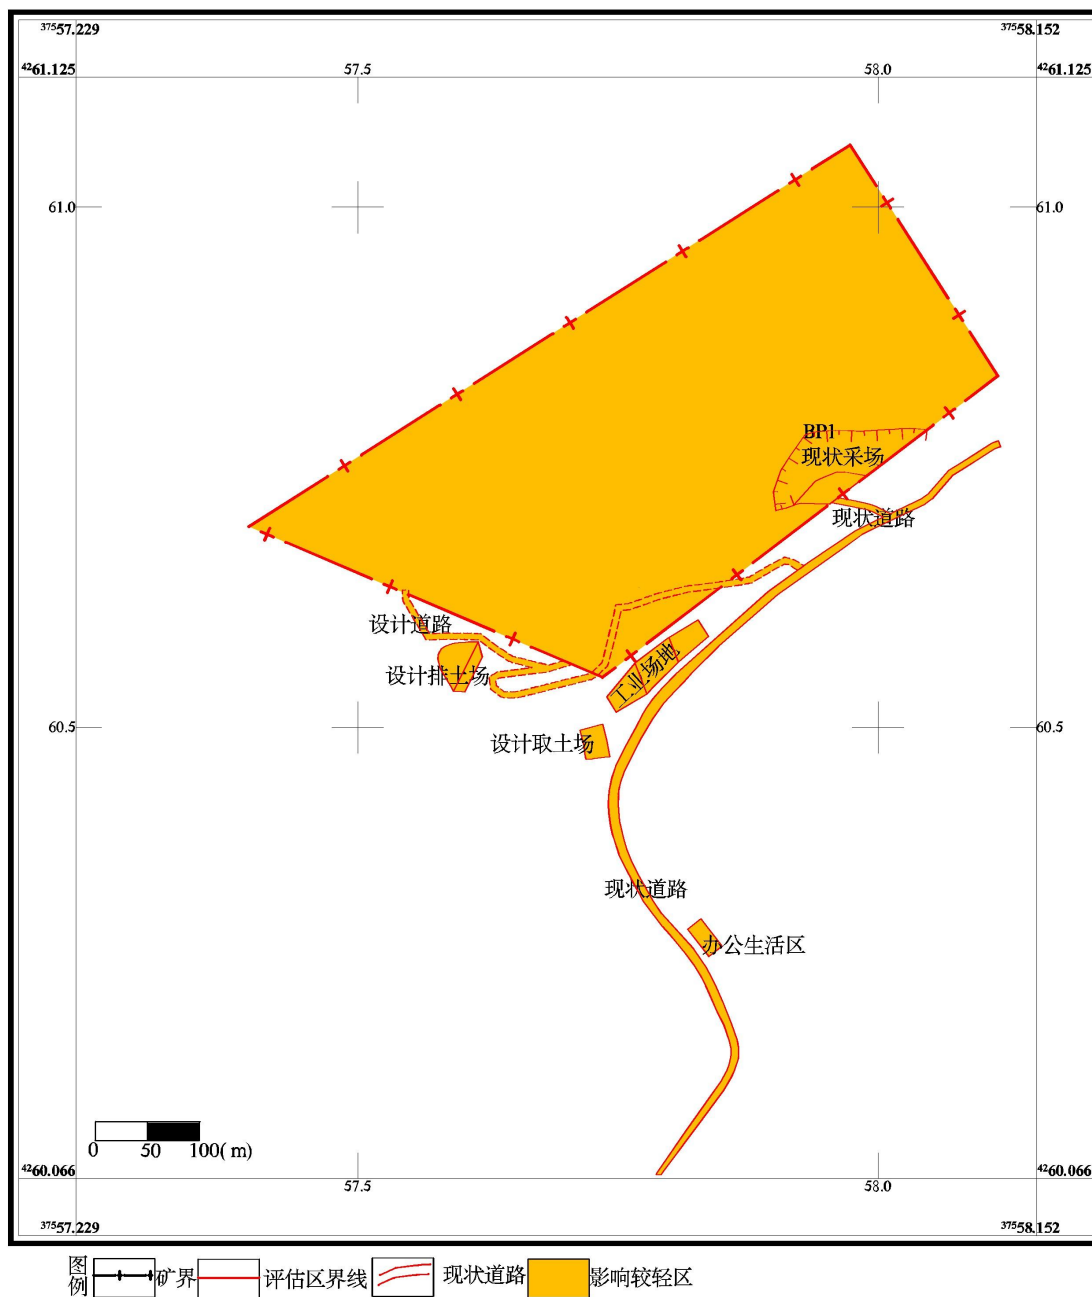 ³⁷⁵⁵57.229
³⁷⁵⁵58.152
⁴²61.125
57.5
58.0
⁴²61.125
61.0
61.0
BP1
现状采场
现状道路
设计道路
设计排土场
工业场地
60.5
60.5
设计取土场
现状道路
办公生活区
0 50 100(m)
⁴²60.066
57.5
58.0
⁴²60.066
³⁷⁵⁵57.229
³⁷⁵⁵58.152
图例 矿界 评估区界线 现状道路 影响较轻区